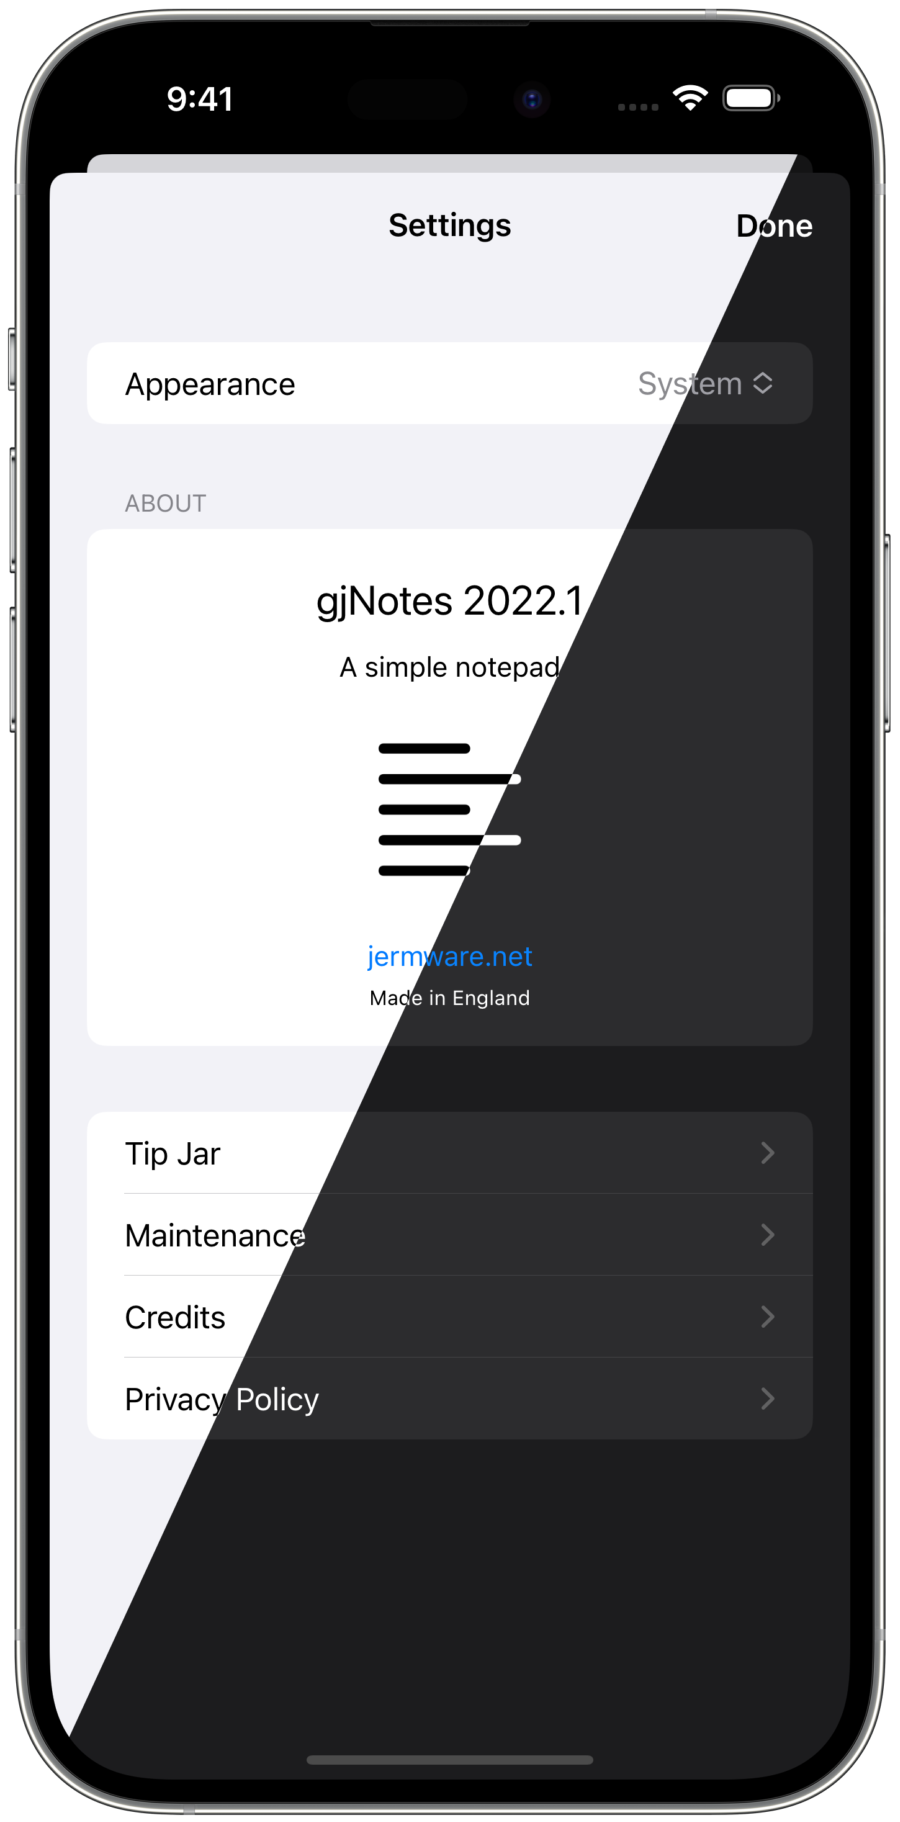 9:41
Settings
Done
Appearance
System
ABOUT
gjNotes 2022.1
A simple notepad
jermware.net
Made in England
Tip Jar
Maintenance
Credits
Privacy Policy